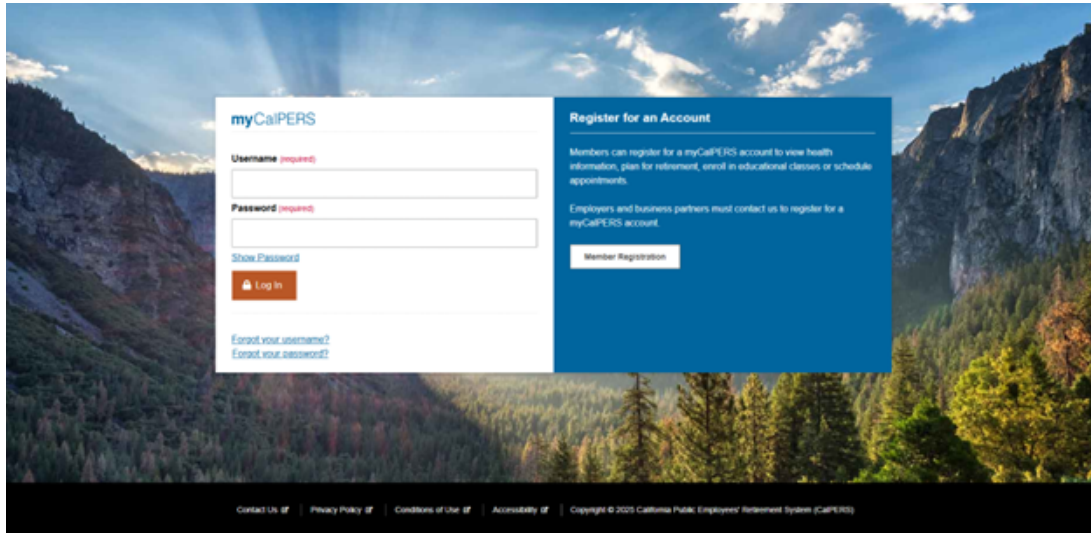 myCalPERS
Username (required)
Password (required)
Show Password
Log In
Forgot your username?
Forgot your password?
Register for an Account
Members can register for a myCalPERS account to view health
information, plan for retirement, enroll in educational classes or schedule
appointments.
Employers and business partners must contact us to register for a
myCalPERS account.
Member Registration
Contact Us
Privacy Policy
Conditions of Use
Accessibility
Copyright © 2025 California Public Employees' Retirement System (CalPERS)